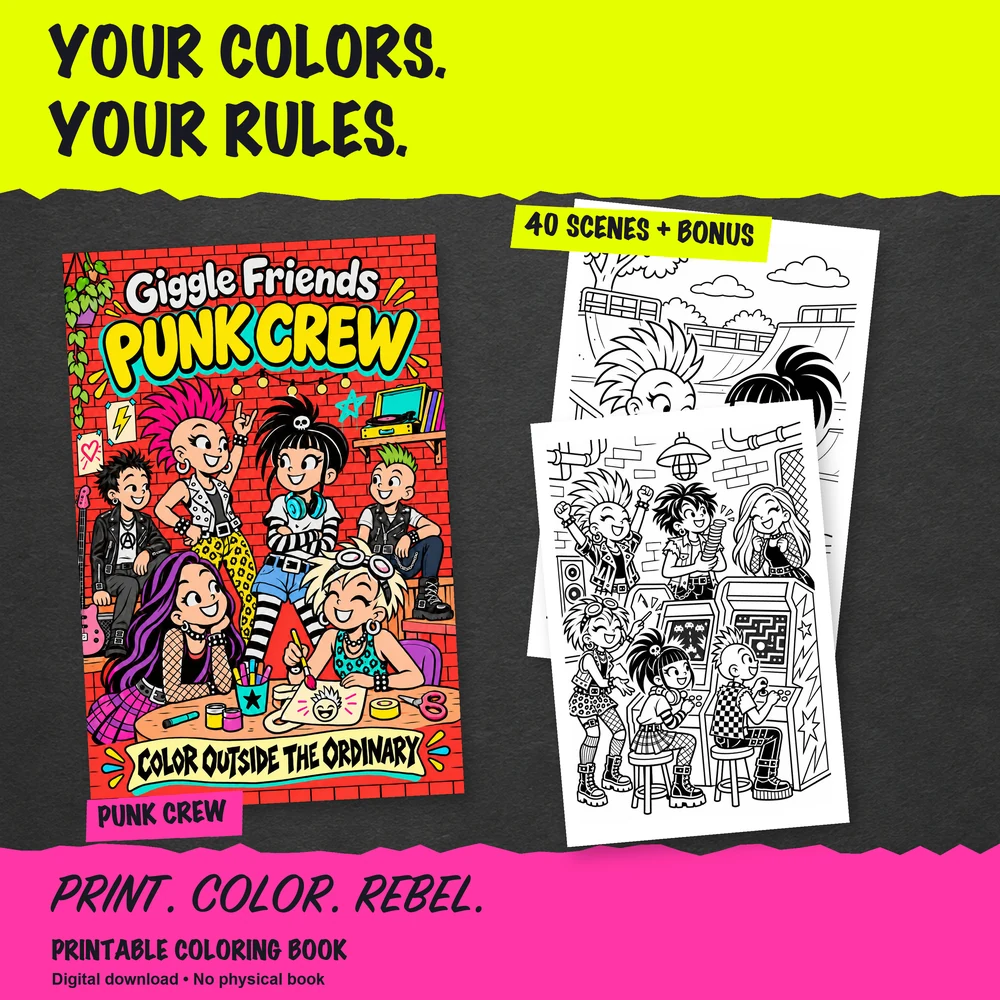 YOUR COLORS.
YOUR RULES.
40 SCENES + BONUS
Giggle Friends
PUNK CREW
A
COLOR OUTSIDE THE ORDINARY
PUNK CREW
PRINT. COLOR. REBEL.
PRINTABLE COLORING BOOK
Digital download • No physical book